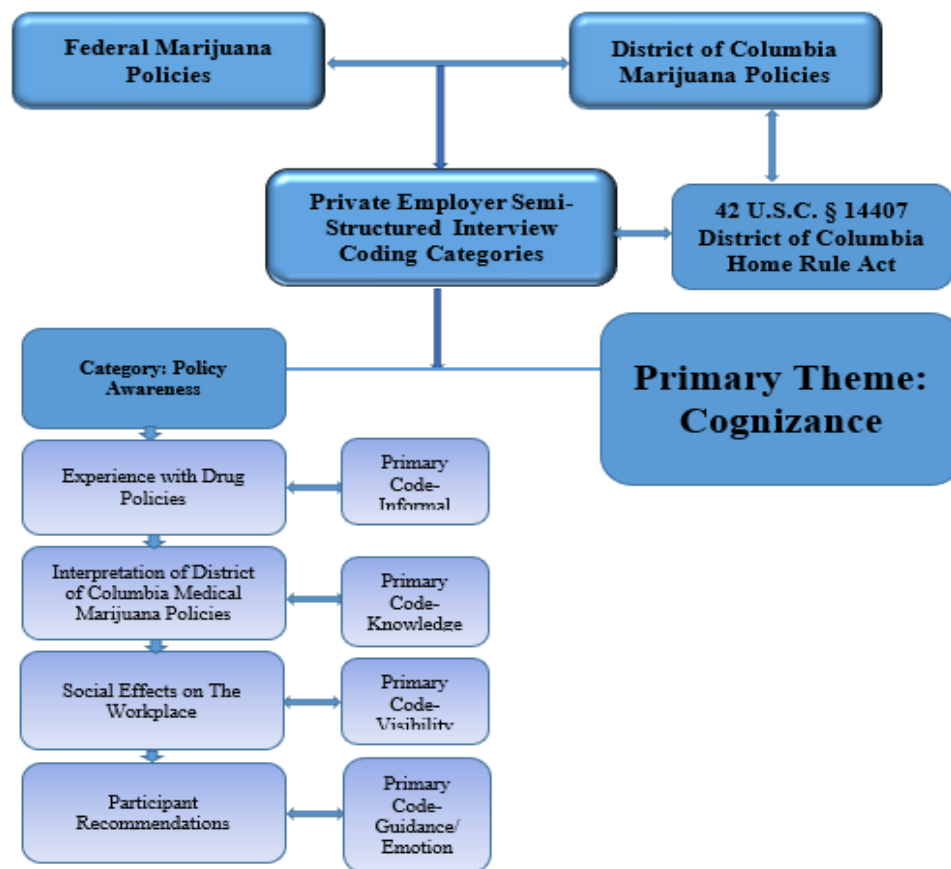 Federal Marijuana
Policies
District of Columbia
Marijuana Policies
Private Employer Semi-
Structured Interview
Coding Categories
42 U.S.C. § 14407
District of Columbia
Home Rule Act
Category: Policy
Awareness
Primary Theme:
Cognizance
Experience with Drug
Policies
Primary
Code-
Informal
Interpretation of District
of Columbia Medical
Marijuana Policies
Primary
Code-
Knowledge
Social Effects on The
Workplace
Primary
Code-
Visibility
Participant
Recommendations
Primary
Code-
Guidance/
Emotion